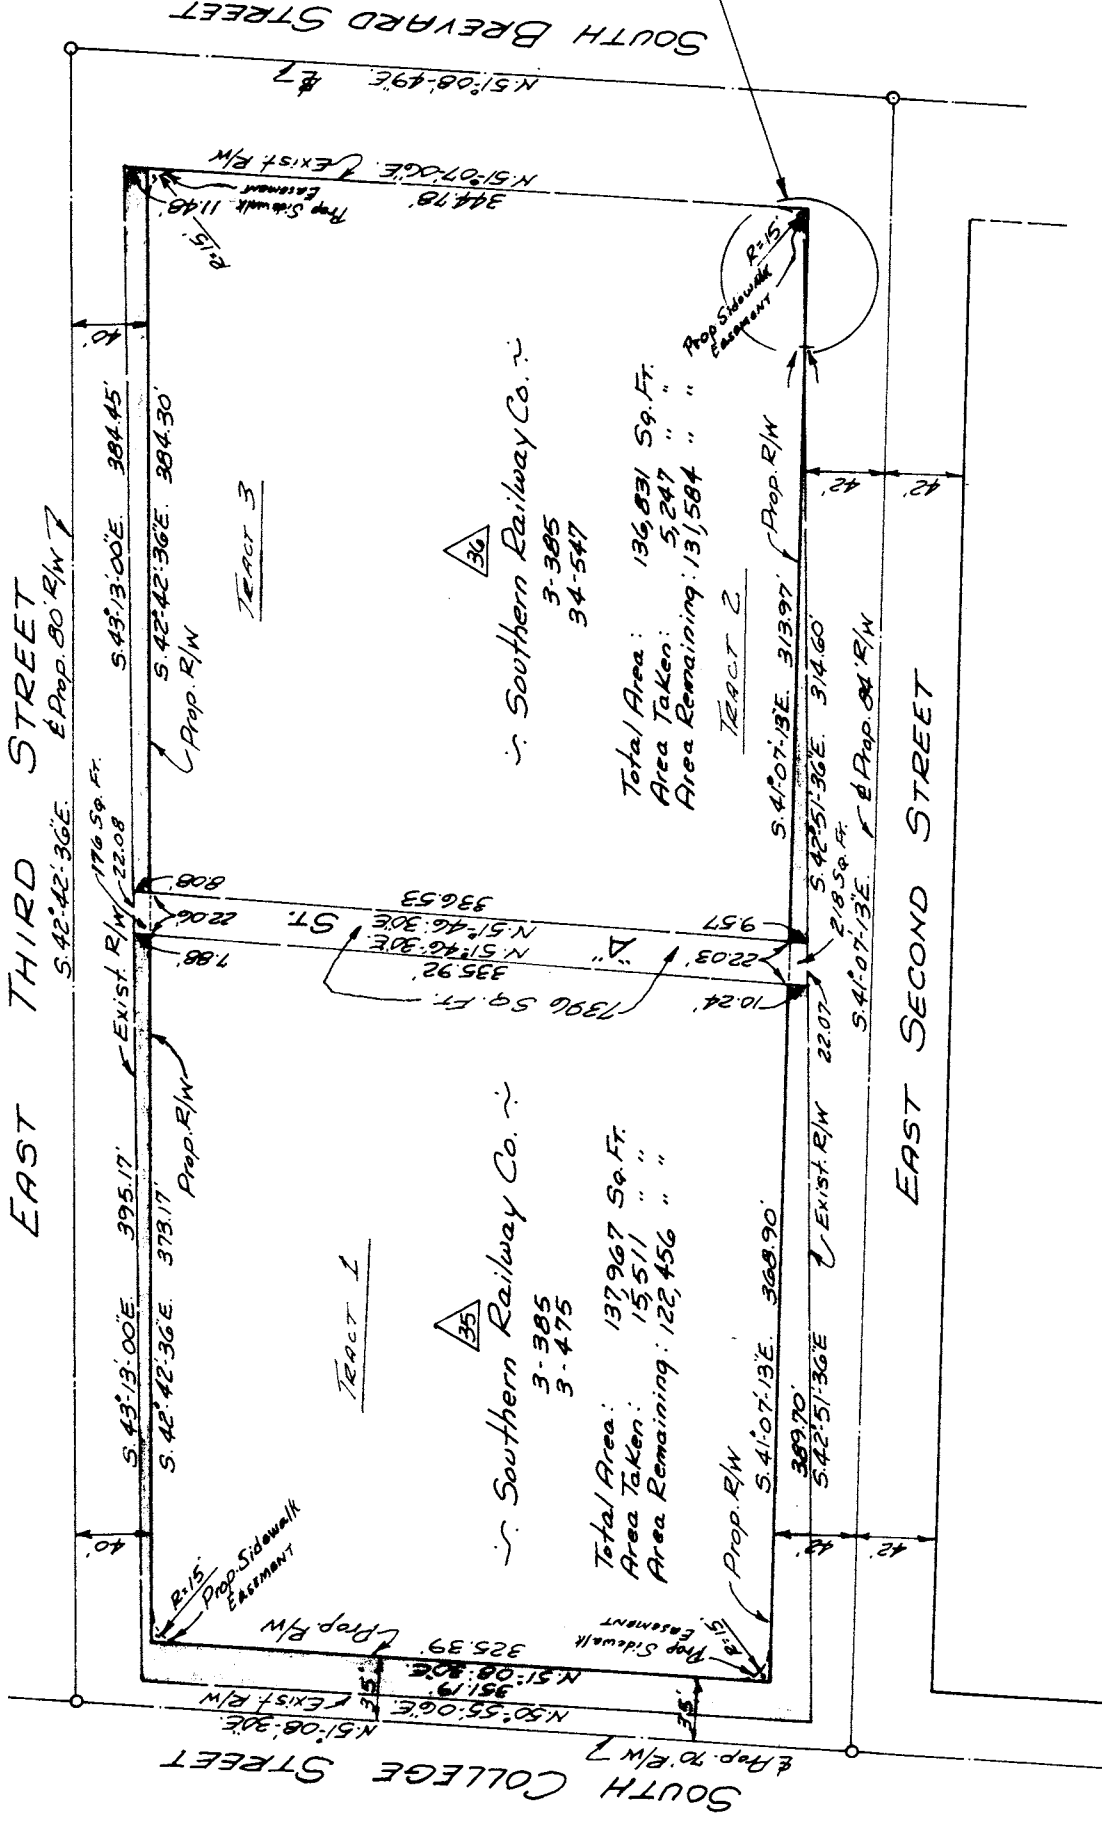 SOUTH BREVARD STREET
N.51°-08'-49"E.
℄
EAST THIRD STREET
S.42°-42'-36"E.
℄ Prop. 80' R/W
40'
40'
S.43°-13'-00"E. 395.17'
Exist. R/W
176 Sq. Ft.
22.08
S.43°-13'-00"E. 384.45'
S.42°-42'-36"E. 373.17'
Prop. R/W
7.88'
22.06'
8.08'
S.42°-42'-36"E. 384.30'
Prop. R/W
N.51°-07'-06"E. Exist. R/W
344.78'
Prop Sidewalk Easement
11.48'
R=15'
TRACT 3
36
Southern Railway Co.
3-385
34-547
Total Area: 136,831 Sq. Ft.
Area Taken: 5,247 " "
Area Remaining: 131,584 " "
TRACT 2
R=15'
Prop Sidewalk
Easement
336.53
N.51°-46'-30"E.
"A" ST.
N.51°-46'-30"E.
335.92'
7396 Sq. Ft.
TRACT 1
35
Southern Railway Co.
3-385
3-475
Total Area: 137,967 Sq. Ft.
Area Taken: 15,511 " "
Area Remaining: 122,456 " "
R=15'
Prop. Sidewalk
Easement
Prop Sidewalk
Easement
R=15'
Prop. R/W
325.39'
N.51°-08'-30"E.
351.19'
N.50°-55'-06"E. Exist. R/W
N.51°-08'-30"E.
35'
35'
℄ Prop. 70' R/W
SOUTH COLLEGE STREET
Prop. R/W
S.41°-07'-13"E. 368.90'
389.70'
S.42°-51'-36"E.
Exist. R/W
22.07
10.24'
22.03'
9.57
S.41°-07'-13"E. 313.97'
Prop. R/W
S.42°-51'-36"E. 314.60'
218 Sq. Ft.
S.41°-07'-13"E.
℄ Prop. 84' R/W
42'
42'
42'
42'
EAST SECOND STREET